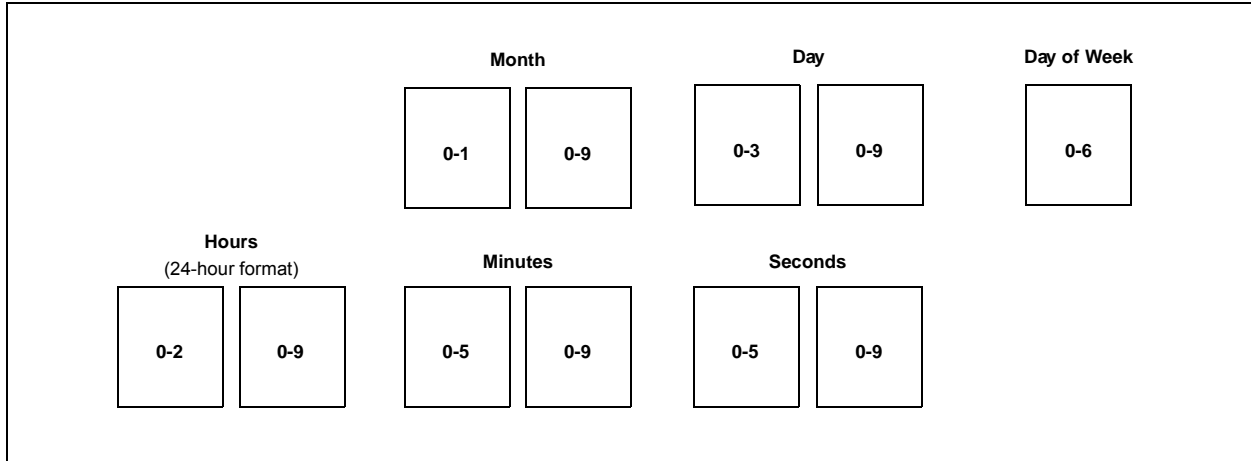 Month Day Day of Week
0-1 0-9 0-3 0-9 0-6
Hours
(24-hour format) Minutes Seconds
0-2 0-9 0-5 0-9 0-5 0-9